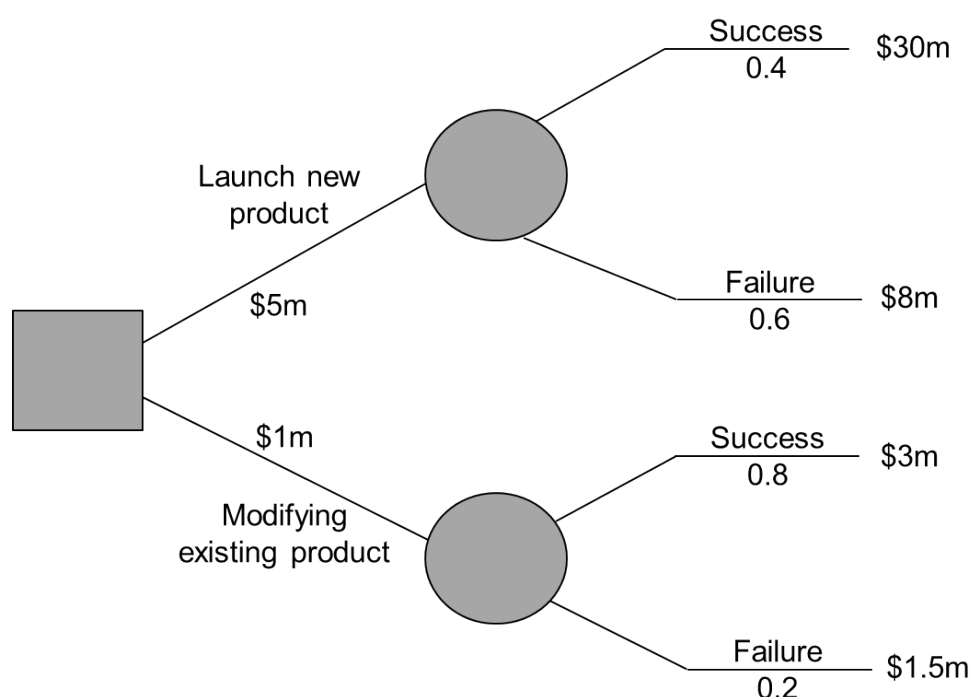 Success
0.4
$30m
Launch new
product
$5m
Failure
0.6
$8m
$1m
Modifying
existing product
Success
0.8
$3m
Failure
0.2
$1.5m